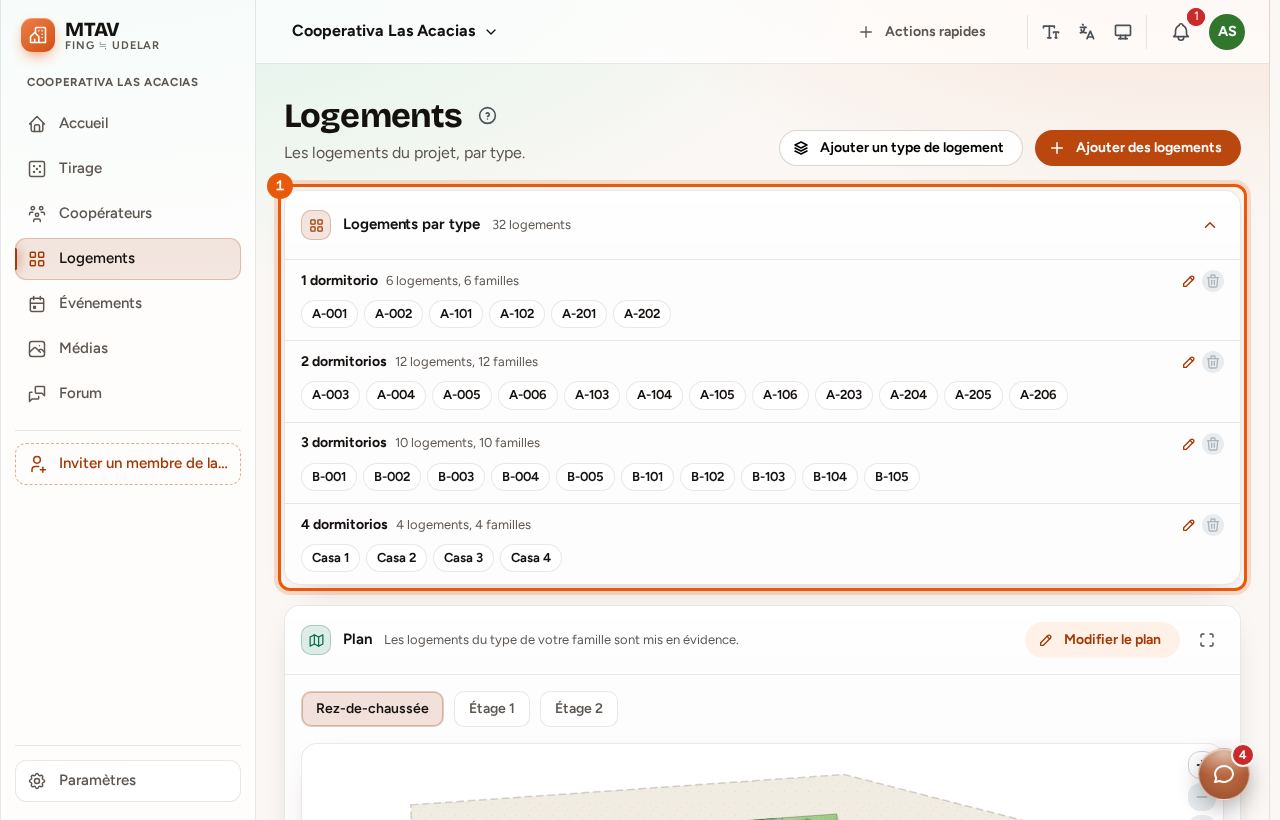 MTAV
FING ≒ UDELAR
COOPERATIVA LAS ACACIAS
Accueil
Tirage
Coopérateurs
Logements
Événements
Médias
Forum
Inviter un membre de la...
Paramètres
Cooperativa Las Acacias
Actions rapides
1
AS
Logements
Les logements du projet, par type.
Ajouter un type de logement
Ajouter des logements
1
Logements par type 32 logements
1 dormitorio 6 logements, 6 familles
A-001 A-002 A-101 A-102 A-201 A-202
2 dormitorios 12 logements, 12 familles
A-003 A-004 A-005 A-006 A-103 A-104 A-105 A-106 A-203 A-204 A-205 A-206
3 dormitorios 10 logements, 10 familles
B-001 B-002 B-003 B-004 B-005 B-101 B-102 B-103 B-104 B-105
4 dormitorios 4 logements, 4 familles
Casa 1 Casa 2 Casa 3 Casa 4
Plan Les logements du type de votre famille sont mis en évidence.
Modifier le plan
Rez-de-chaussée Étage 1 Étage 2
4